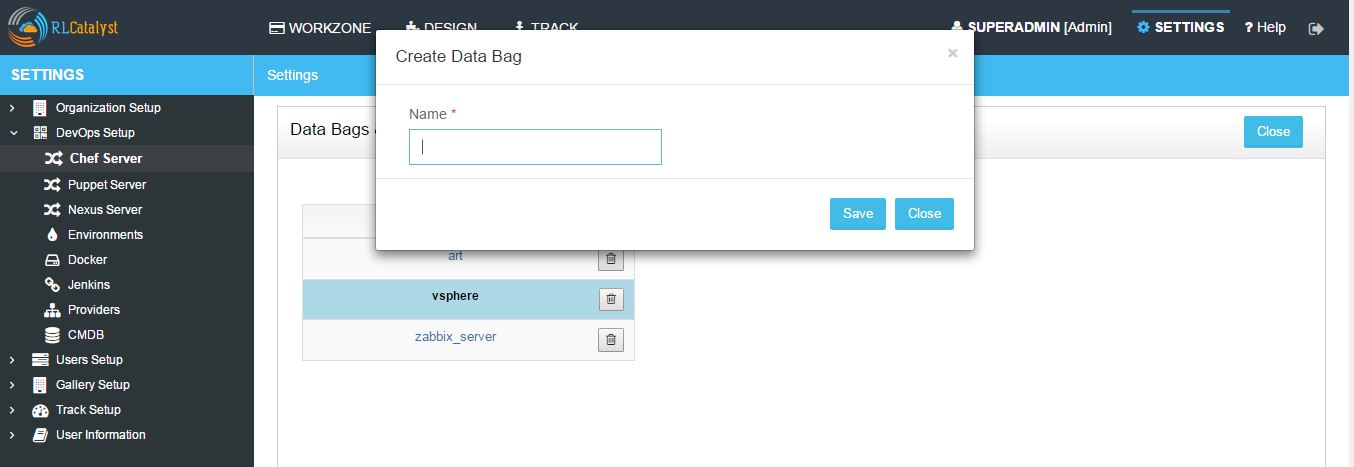 RLCatalyst
WORKZONE
DESIGN
TRACK
SUPERADMIN [Admin]
SETTINGS
? Help
SETTINGS
Settings
Organization Setup
DevOps Setup
Chef Server
Puppet Server
Nexus Server
Environments
Docker
Jenkins
Providers
CMDB
Users Setup
Gallery Setup
Track Setup
User Information
Data Bags
Close
Create Data Bag
×
Name *
Save
Close
art
vsphere
zabbix_server